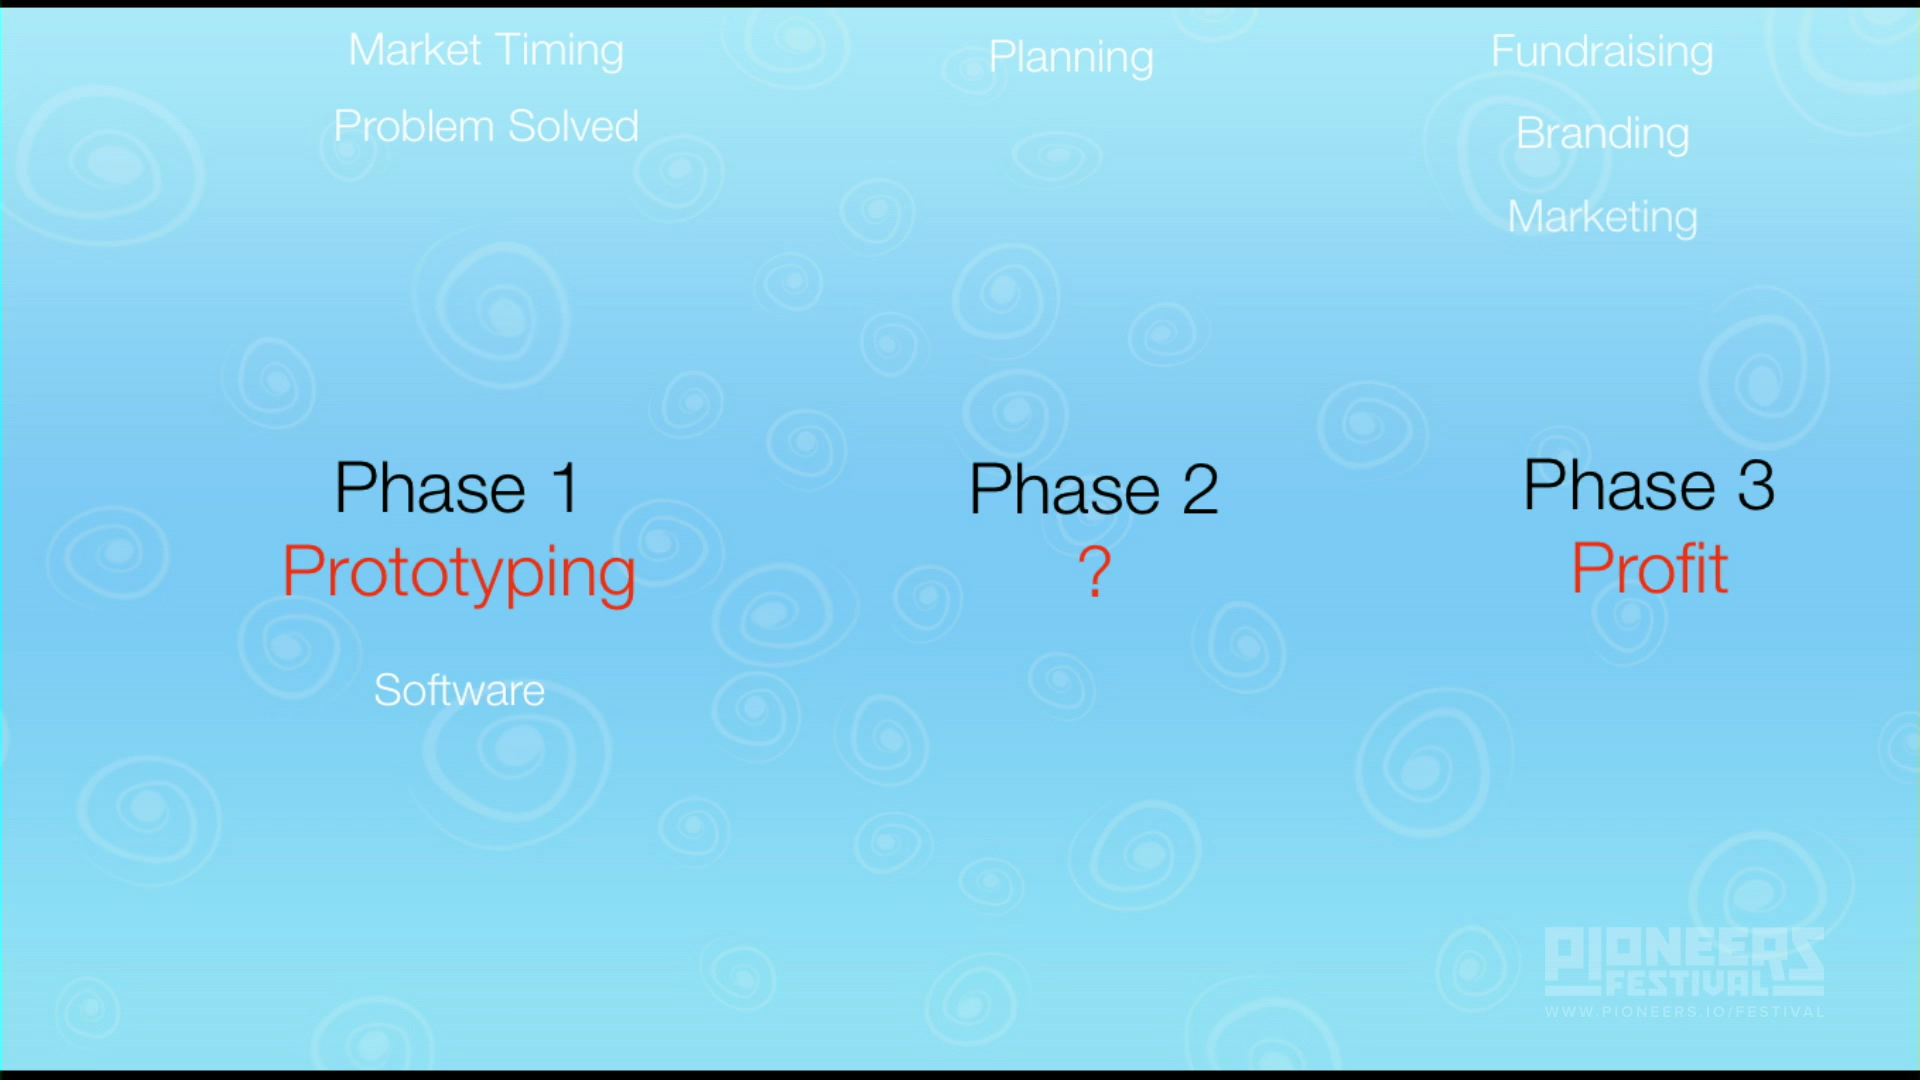 Market Timing
Problem Solved
Planning
Fundraising
Branding
Marketing
Phase 1
Prototyping
Software
Phase 2
?
Phase 3
Profit
PIONEERS
FESTIVAL
WWW.PIONEERS.IO/FESTIVAL